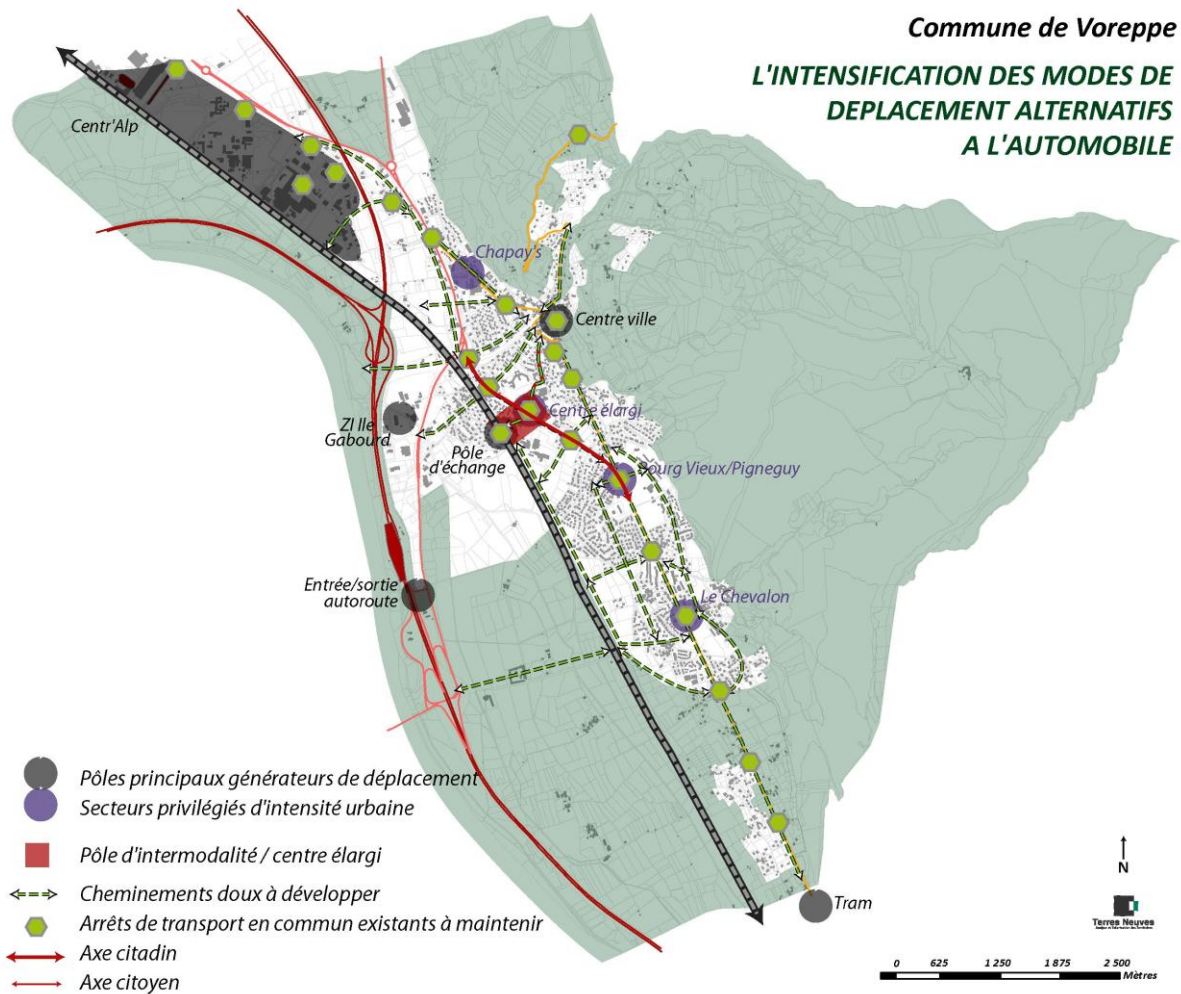 Commune de Voreppe
L'INTENSIFICATION DES MODES DE
DEPLACEMENT ALTERNATIFS
A L'AUTOMOBILE
Centr'Alp
Chapay's
Centre ville
Centre élargi
ZI Ile
Gabourd
Pôle
d'échange
Bourg Vieux/Pigneguy
Entrée/sortie
autoroute
Le Chevalon
Tram
Pôles principaux générateurs de déplacement
Secteurs privilégiés d'intensité urbaine
Pôle d'intermodalité / centre élargi
Cheminements doux à développer
Arrêts de transport en commun existants à maintenir
Axe citadin
Axe citoyen
N
Terres Neuves
0 625 1 250 1 875 2 500
Mètres